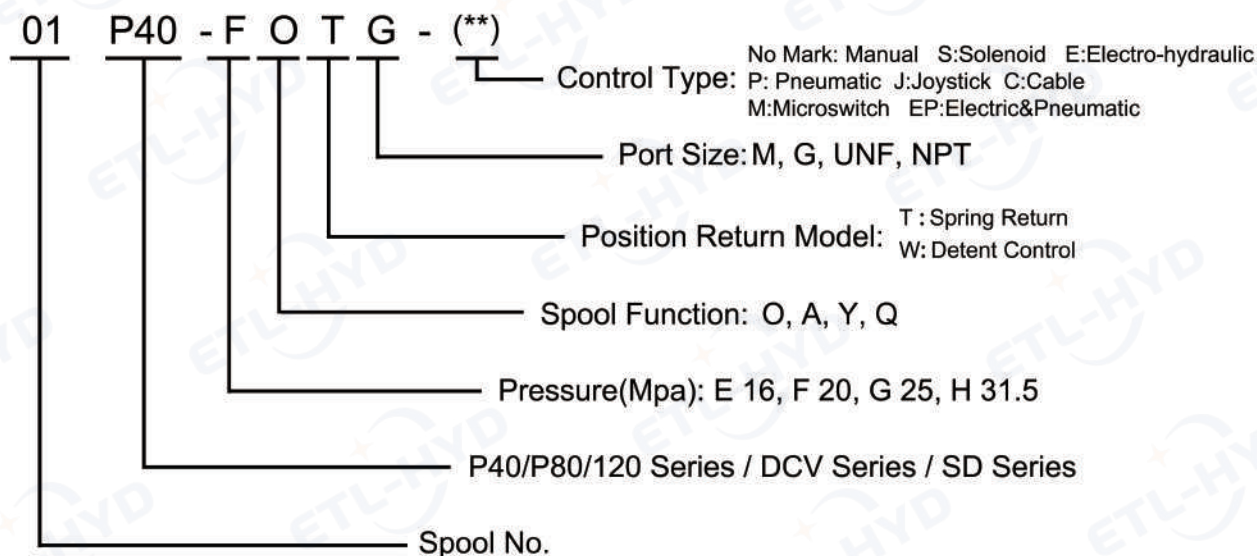 01 P40 - F O T G - (**)
No Mark: Manual S:Solenoid E:Electro-hydraulic
Control Type: P: Pneumatic J:Joystick C:Cable
M:Microswitch EP:Electric&Pneumatic
Port Size: M, G, UNF, NPT
T : Spring Return
Position Return Model:
W: Detent Control
Spool Function: O, A, Y, Q
Pressure(Mpa): E 16, F 20, G 25, H 31.5
P40/P80/120 Series / DCV Series / SD Series
Spool No.
ETL-HYD